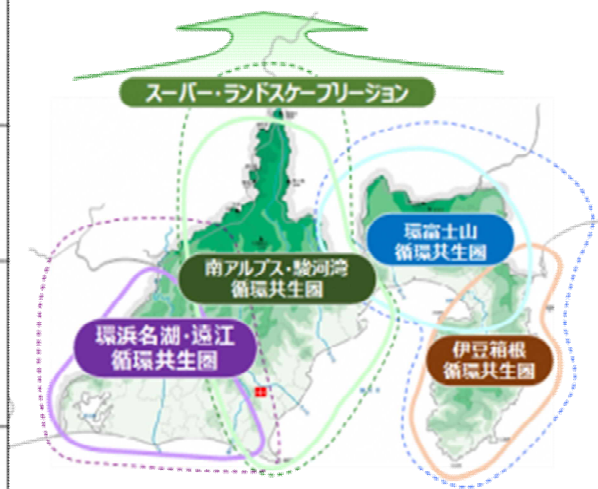 スーパー・ランドスケープリージョン
環富士山
循環共生圏
南アルプス・駿河湾
循環共生圏
環浜名湖・遠江
循環共生圏
伊豆箱根
循環共生圏